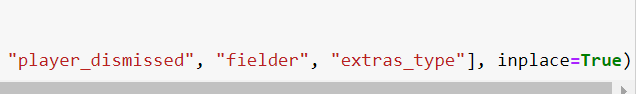 "player_dismissed", "fielder", "extras_type"], inplace=True)